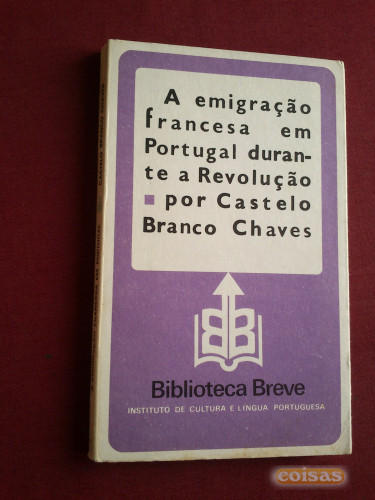 A emigração
francesa em
Portugal duran-
te a Revolução
▪ por Castelo
Branco Chaves
BB
Biblioteca Breve
INSTITUTO DE CULTURA E LÍNGUA PORTUGUESA
coisas